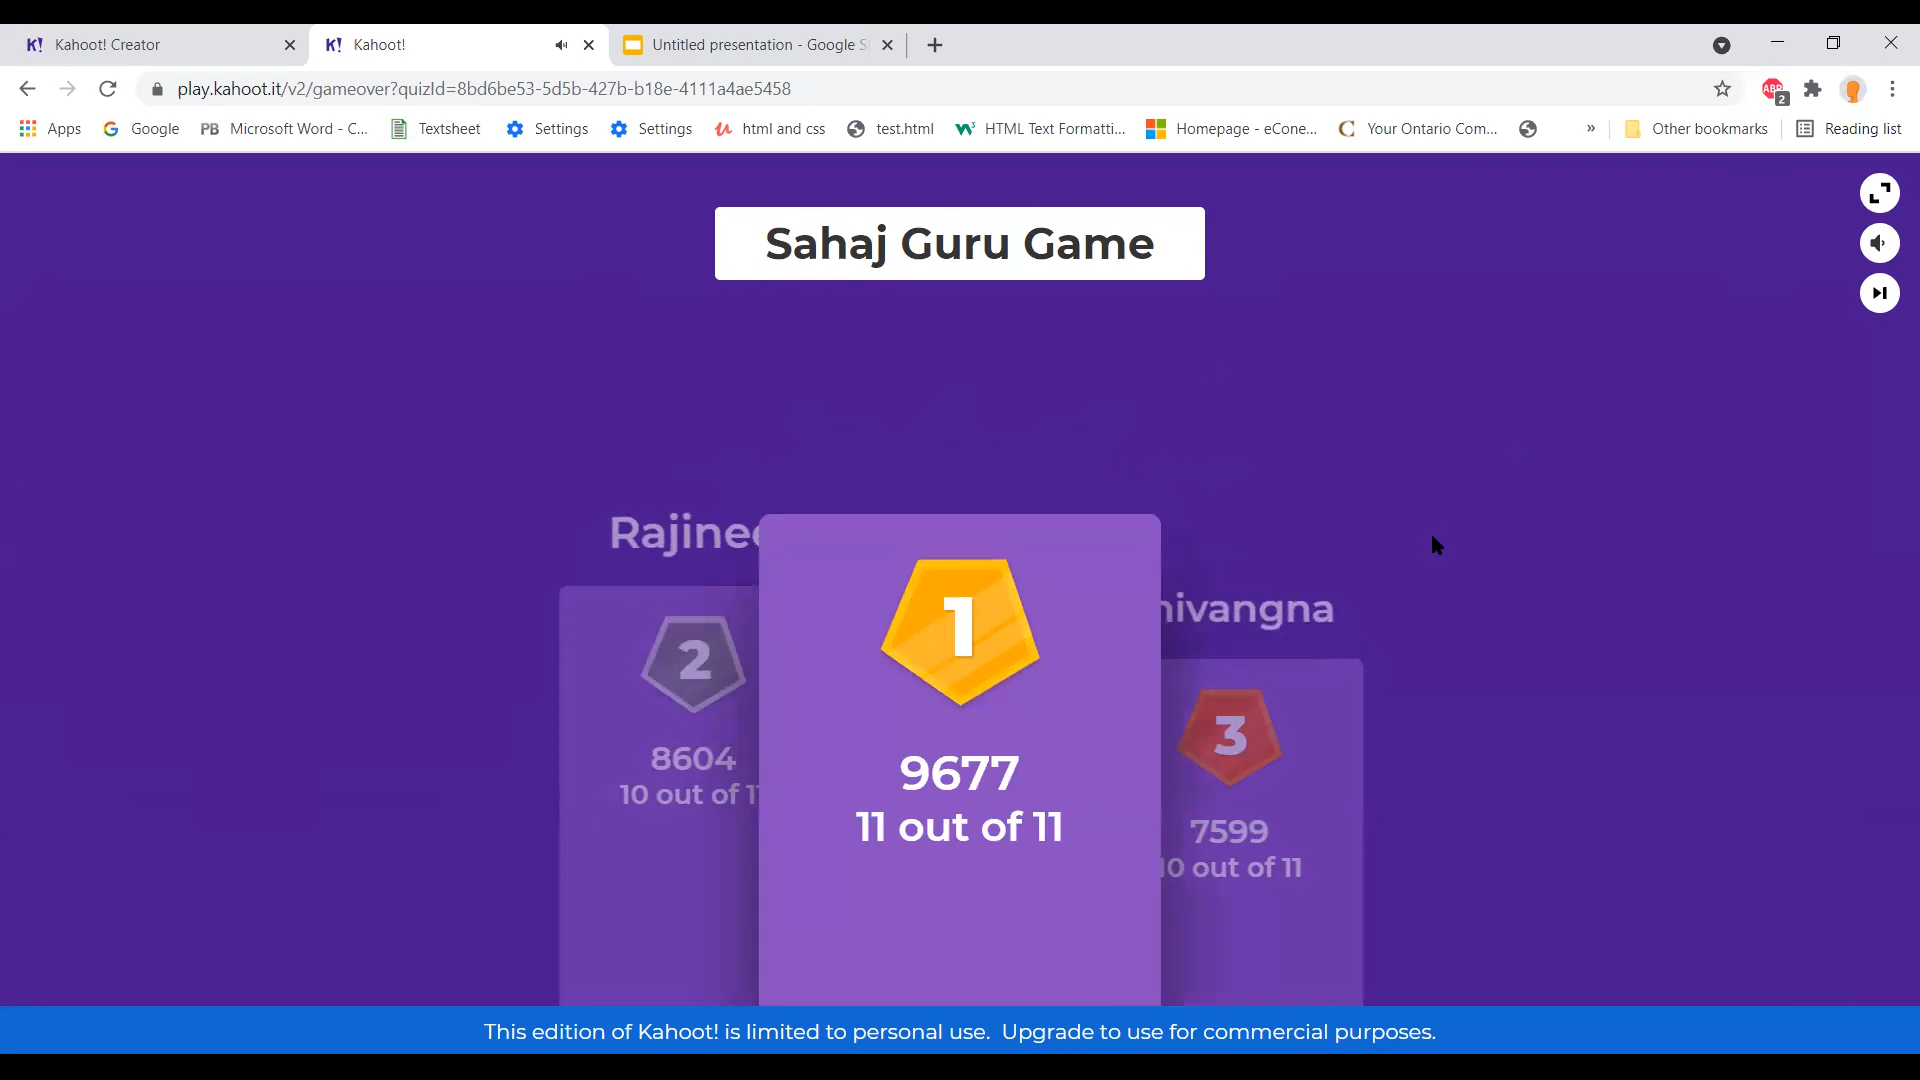 K! Kahoot! Creator
K! Kahoot!
Untitled presentation - Google S
play.kahoot.it/v2/gameover?quizId=8bd6be53-5d5b-427b-b18e-4111a4ae5458
ABP
2
Apps
G Google
PB Microsoft Word - C...
Textsheet
Settings
Settings
html and css
test.html
HTML Text Formatti...
Homepage - eCone...
Your Ontario Com...
»
Other bookmarks
Reading list
Sahaj Guru Game
1
9677
11 out of 11
2
8604
10 out of 1
hivangna
3
7599
10 out of 11
This edition of Kahoot! is limited to personal use. Upgrade to use for commercial purposes.